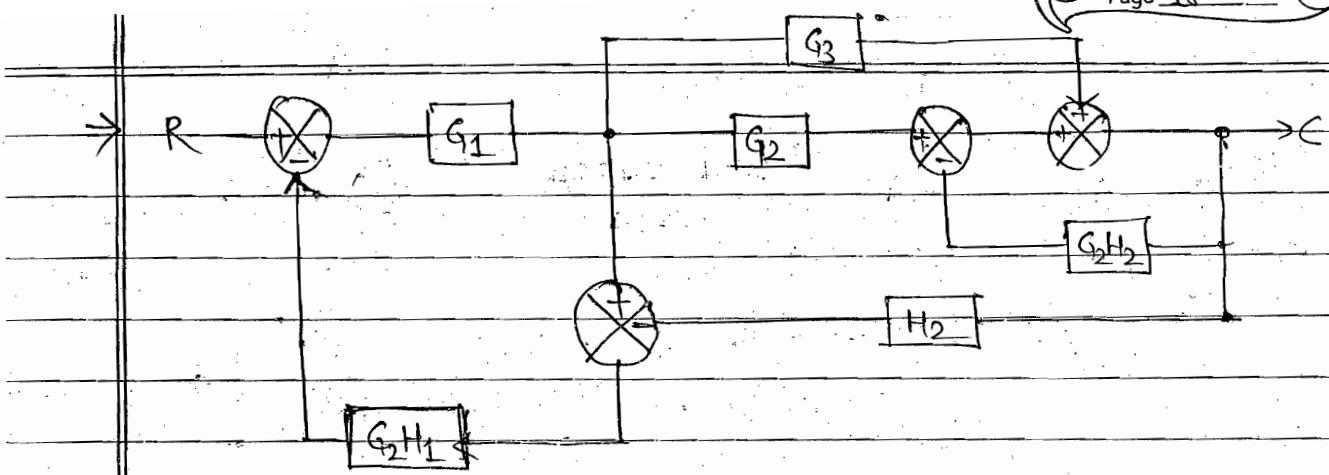 Page
G3
→ R + - G1 G2 + - + + → C
G2H2
+ - H2
G2H1